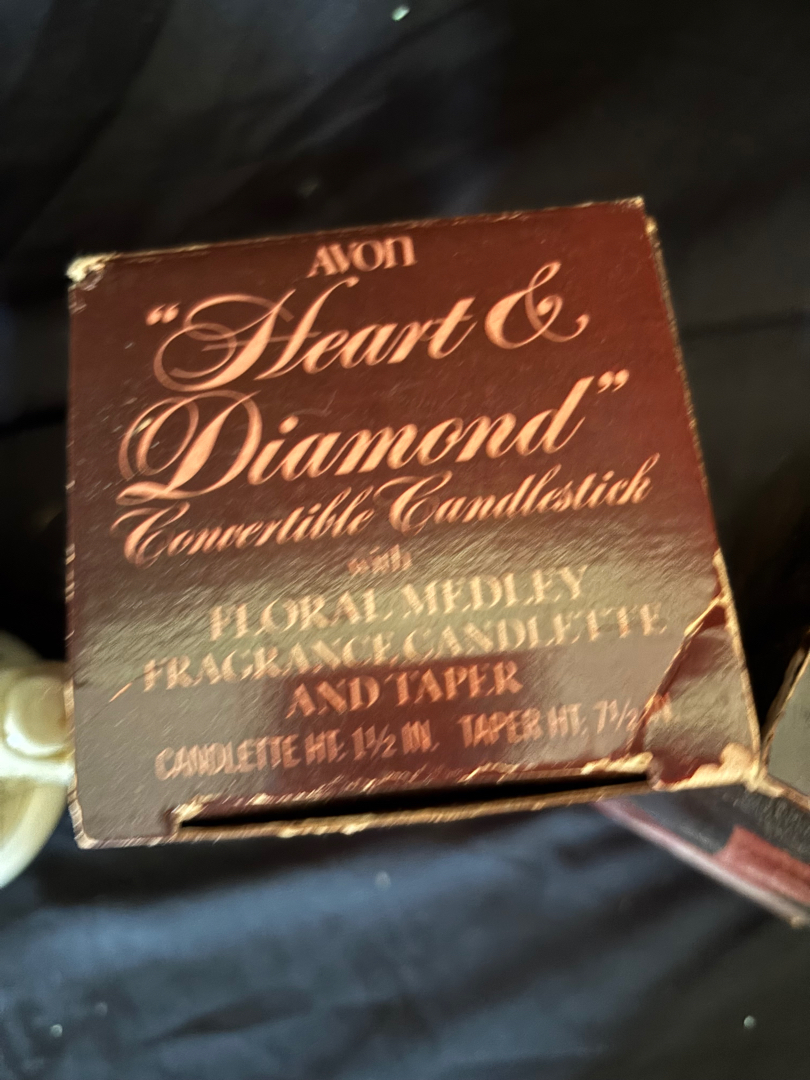 AVON
"Heart &
Diamond"
Convertible Candlestick
with
FLORAL MEDLEY
FRAGRANCE CANDLETTE
AND TAPER
CANDLETTE HT. 1½ IN. TAPER HT. 7½ IN